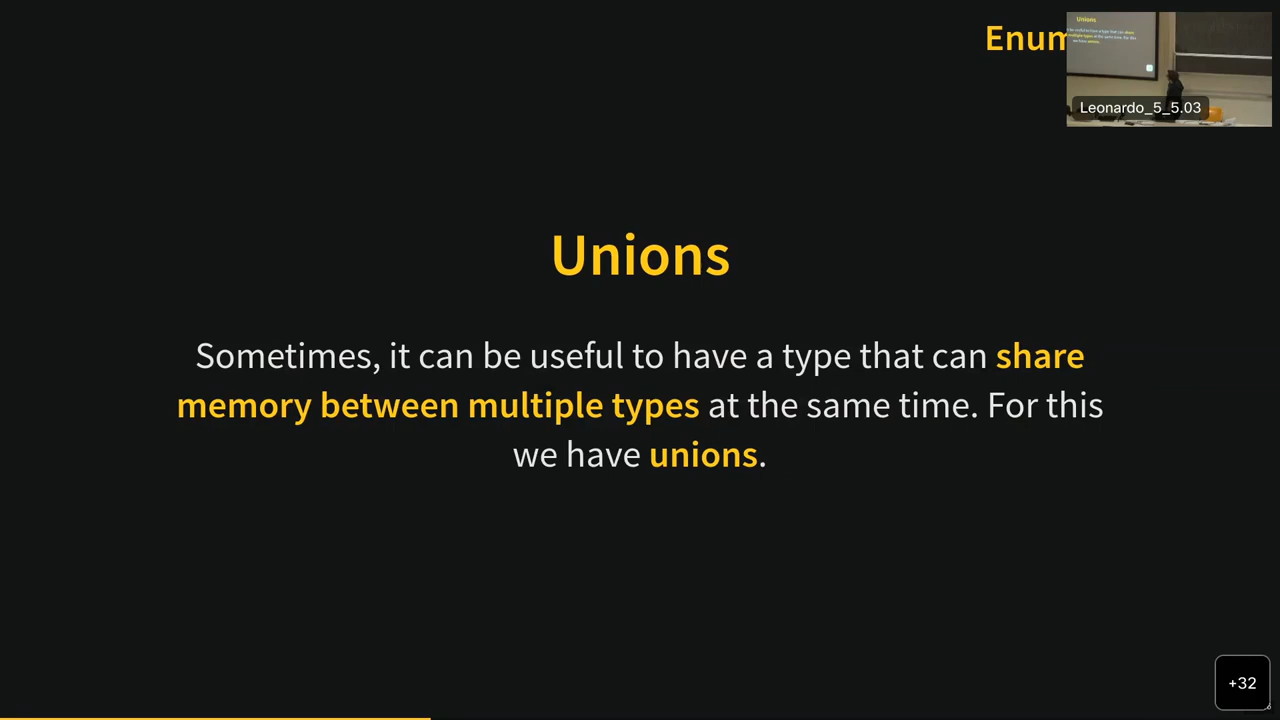 Enum
Unions
Leonardo_5_5.03
Unions
Sometimes, it can be useful to have a type that can share
memory between multiple types at the same time. For this
we have unions.
+32